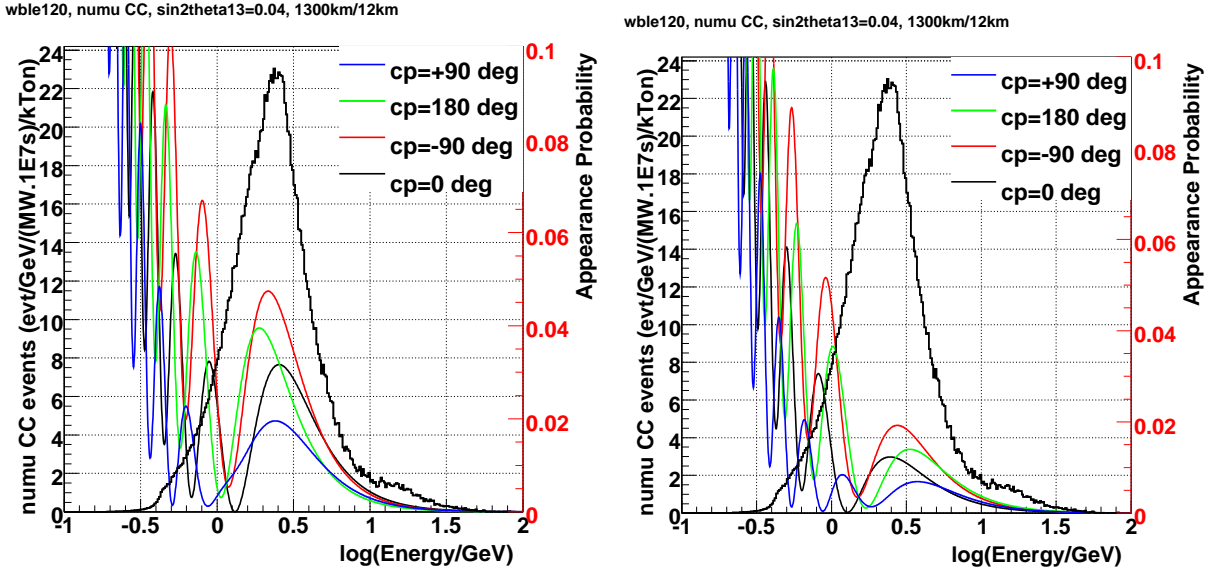 wble120, numu CC, sin2theta13=0.04, 1300km/12km
numu CC events (evt/GeV/(MW.1E7s)/kTon)
24
22
20
18
16
14
12
10
8
6
4
2
0
cp=+90 deg
cp=180 deg
cp=-90 deg
cp=0 deg
0.1
0.08
0.06
0.04
0.02
0
Appearance Probability
-1 -0.5 0 0.5 1 1.5 2
log(Energy/GeV)
wble120, numu CC, sin2theta13=0.04, 1300km/12km
numu CC events (evt/GeV/(MW.1E7s)/kTon)
24
22
20
18
16
14
12
10
8
6
4
2
0
cp=+90 deg
cp=180 deg
cp=-90 deg
cp=0 deg
0.1
0.08
0.06
0.04
0.02
0
Appearance Probability
-1 -0.5 0 0.5 1 1.5 2
log(Energy/GeV)